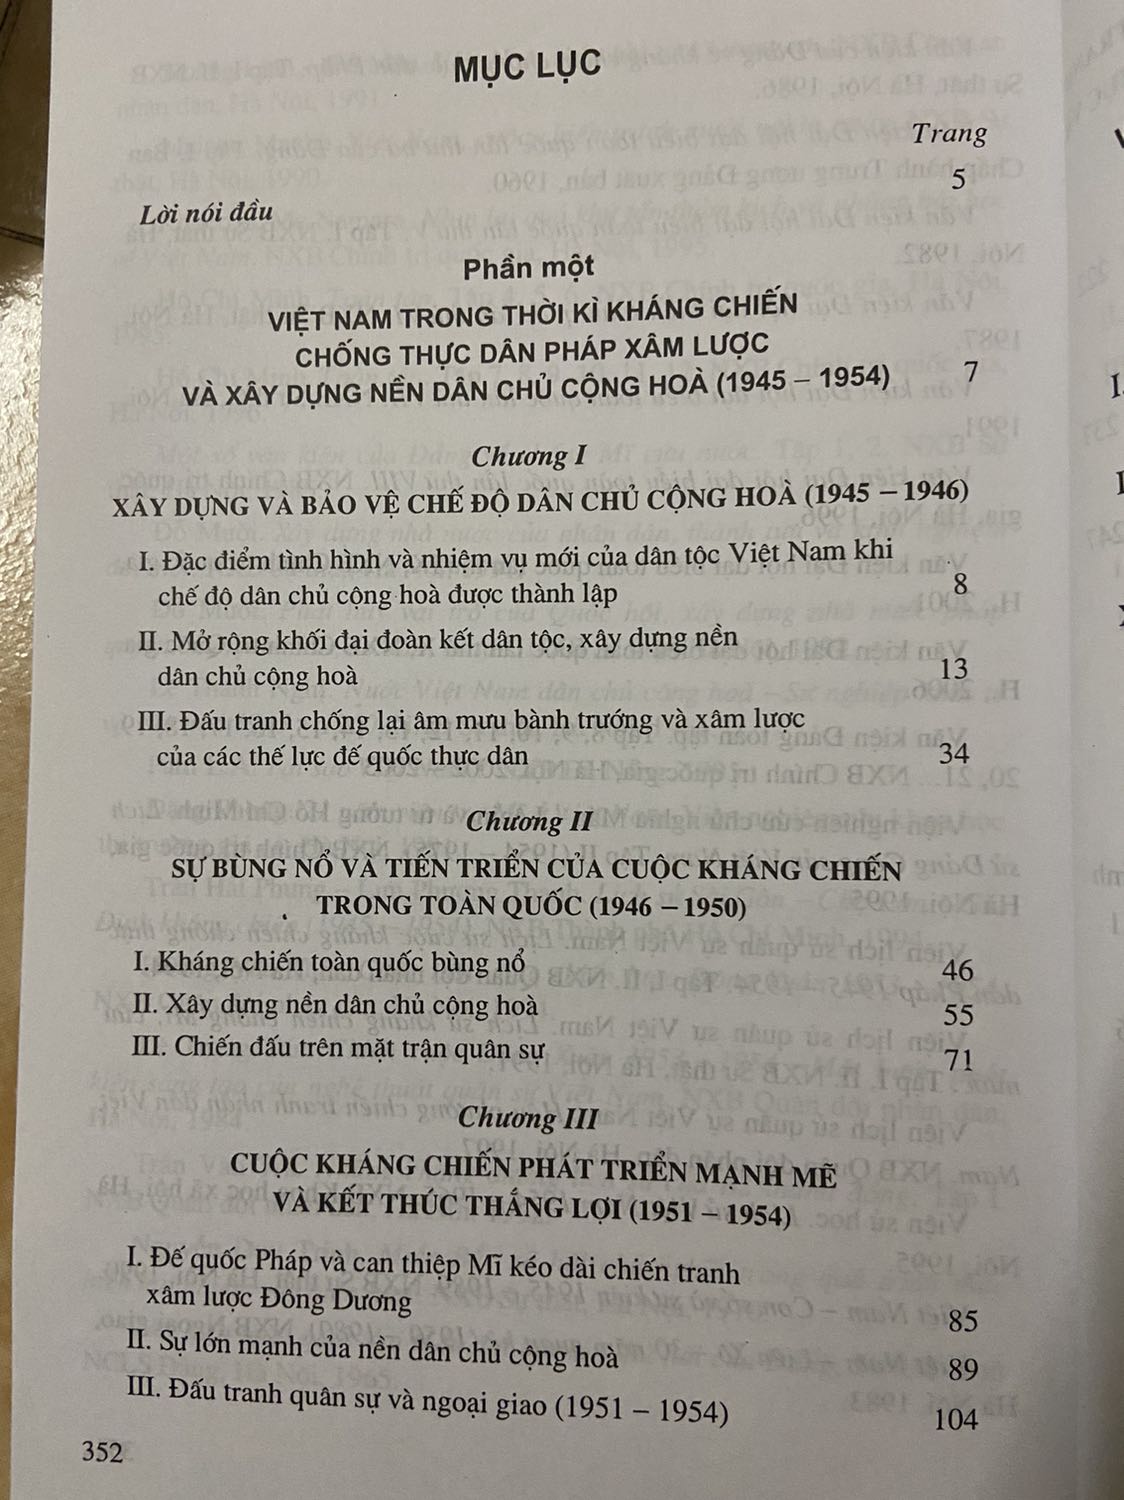 MỤC LỤC
Trang
Lời nói đầu 5
Phần một
VIỆT NAM TRONG THỜI KÌ KHÁNG CHIẾN
CHỐNG THỰC DÂN PHÁP XÂM LƯỢC
VÀ XÂY DỰNG NỀN DÂN CHỦ CỘNG HOÀ (1945 – 1954) 7
Chương I
XÂY DỰNG VÀ BẢO VỆ CHẾ ĐỘ DÂN CHỦ CỘNG HOÀ (1945 – 1946)
I. Đặc điểm tình hình và nhiệm vụ mới của dân tộc Việt Nam khi
chế độ dân chủ cộng hoà được thành lập 8
II. Mở rộng khối đại đoàn kết dân tộc, xây dựng nền
dân chủ cộng hoà 13
III. Đấu tranh chống lại âm mưu bành trướng và xâm lược
của các thế lực đế quốc thực dân 34
Chương II
SỰ BÙNG NỔ VÀ TIẾN TRIỂN CỦA CUỘC KHÁNG CHIẾN
TRONG TOÀN QUỐC (1946 – 1950)
I. Kháng chiến toàn quốc bùng nổ 46
II. Xây dựng nền dân chủ cộng hoà 55
III. Chiến đấu trên mặt trận quân sự 71
Chương III
CUỘC KHÁNG CHIẾN PHÁT TRIỂN MẠNH MẼ
VÀ KẾT THÚC THẮNG LỢI (1951 – 1954)
I. Đế quốc Pháp và can thiệp Mĩ kéo dài chiến tranh
xâm lược Đông Dương 85
II. Sự lớn mạnh của nền dân chủ cộng hoà 89
III. Đấu tranh quân sự và ngoại giao (1951 – 1954) 104
352